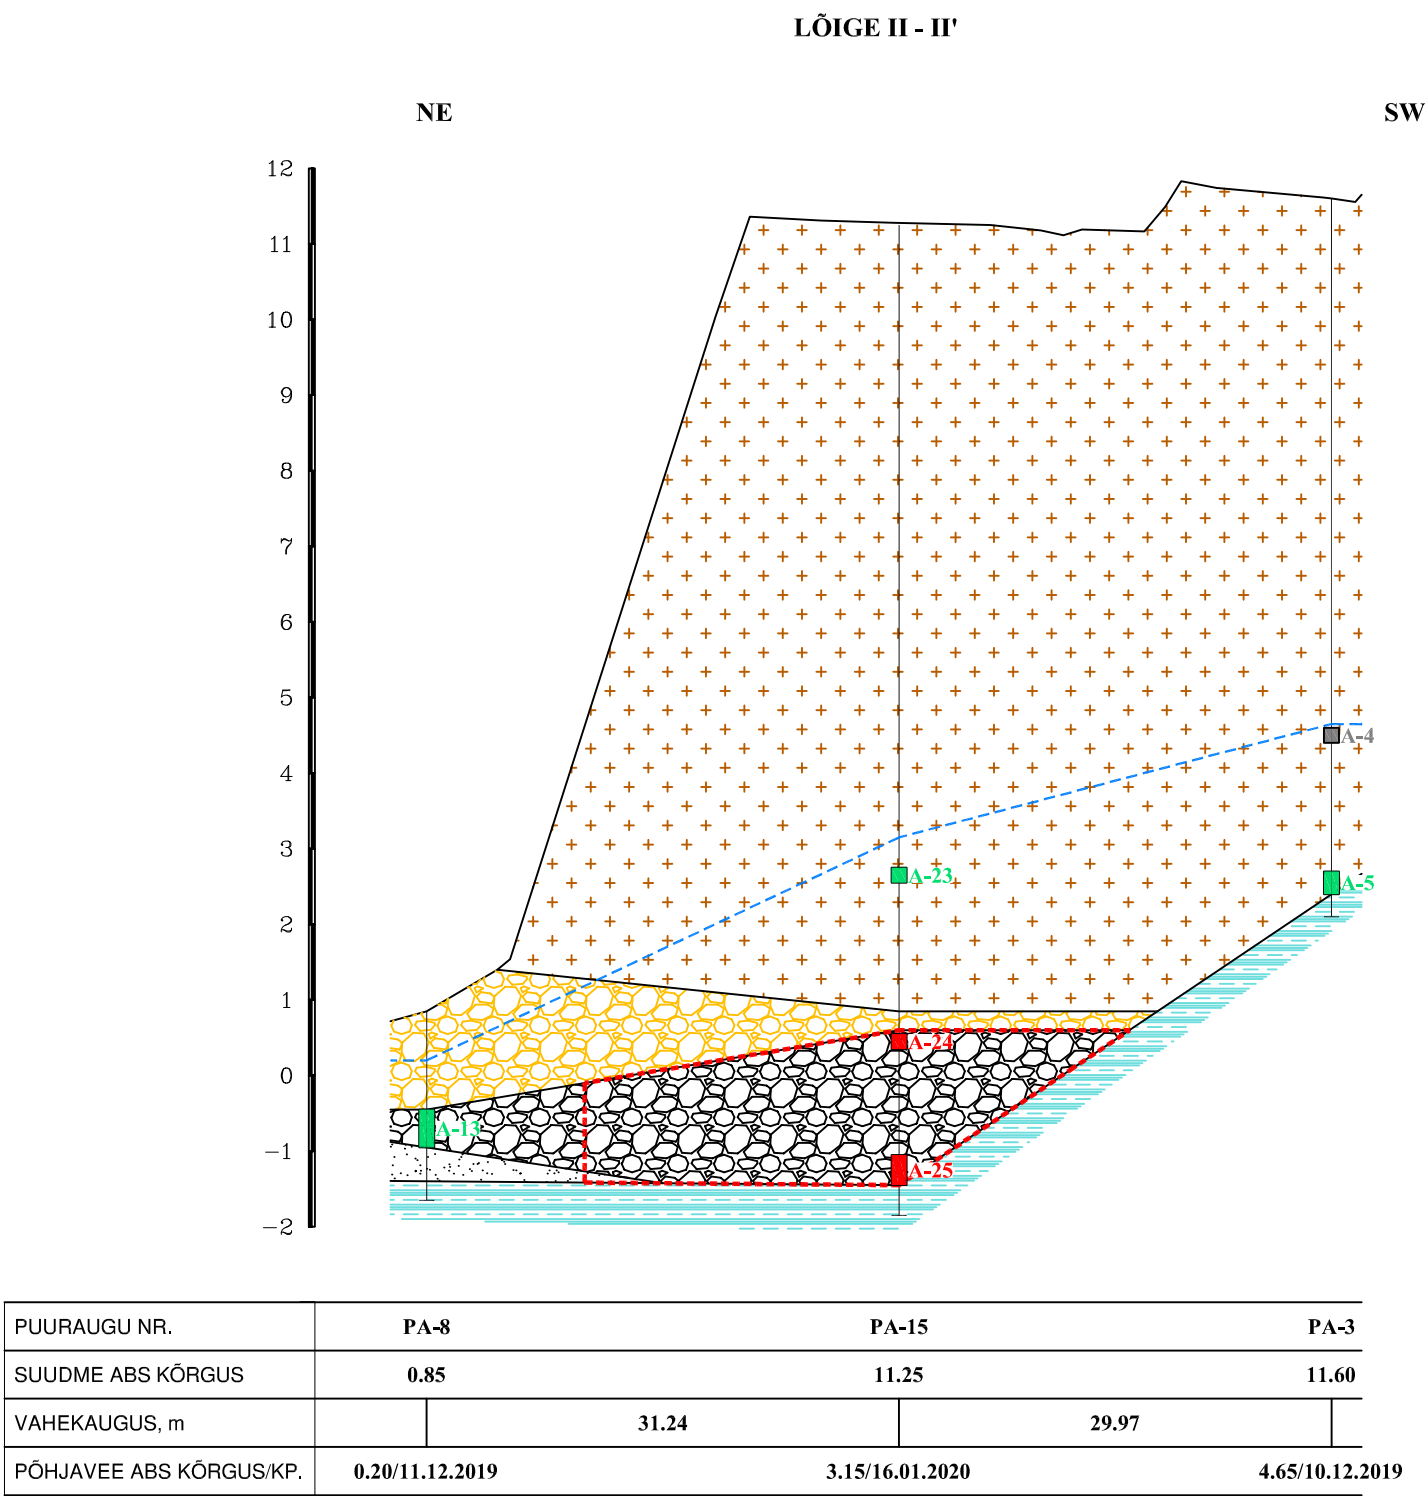 LÕIGE II - II'
NE SW
12
11
10
9
8
7
6
5
4
3
2
1
0
−1
−2
A-4
A-23
A-5
A-24
A-13
A-25
PUURAUGU NR. PA-8 PA-15 PA-3
SUUDME ABS KÕRGUS 0.85 11.25 11.60
VAHEKAUGUS, m 31.24 29.97
PÕHJAVEE ABS KÕRGUS/KP. 0.20/11.12.2019 3.15/16.01.2020 4.65/10.12.2019